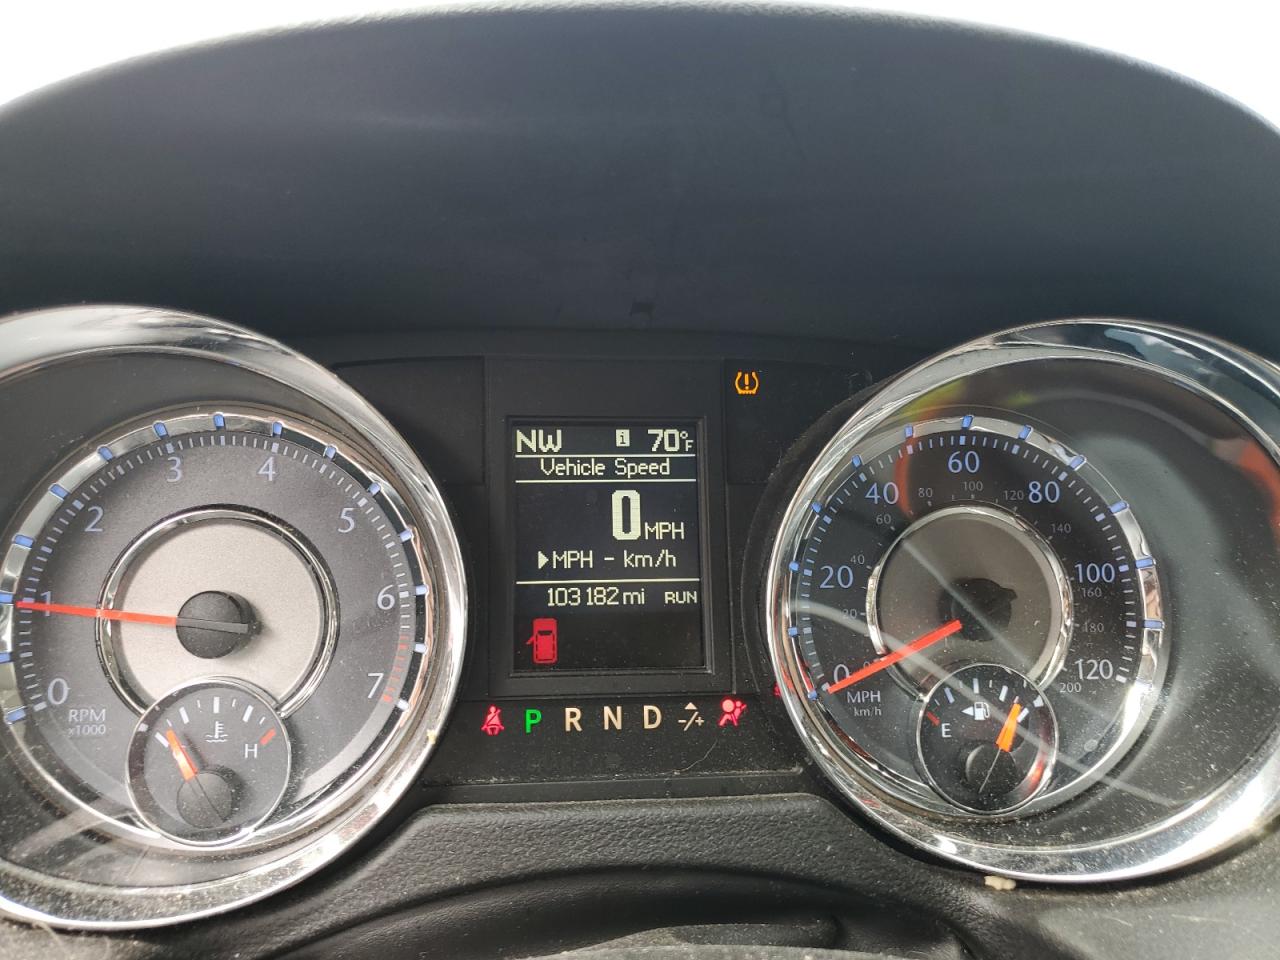 NW i 70°F
Vehicle Speed
0 MPH
MPH - km/h
103182 mi RUN
P R N D -/+
0 1 2 3 4 5 6 7
RPM
x1000
H
0 20 40 60 80 100 120
40 60 80 100 120 140 160 180 200
MPH
km/h
E